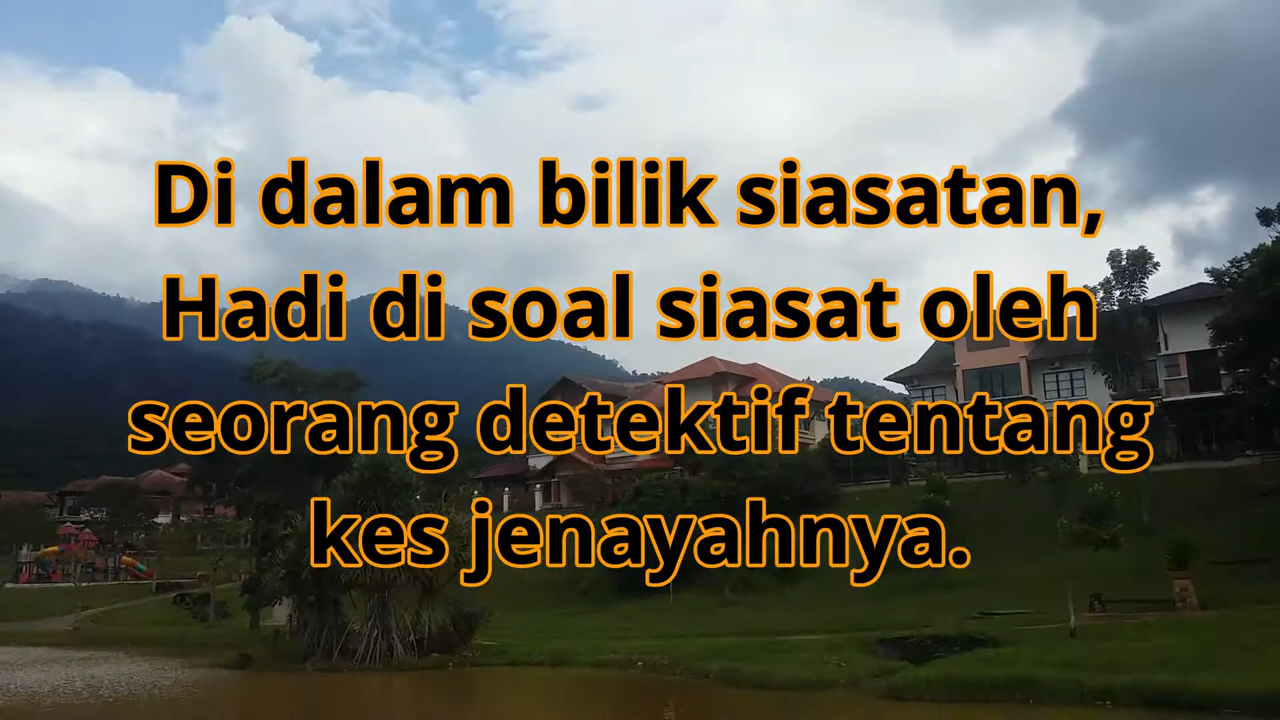 Di dalam bilik siasatan,
Hadi di soal siasat oleh
seorang detektif tentang
kes jenayahnya.